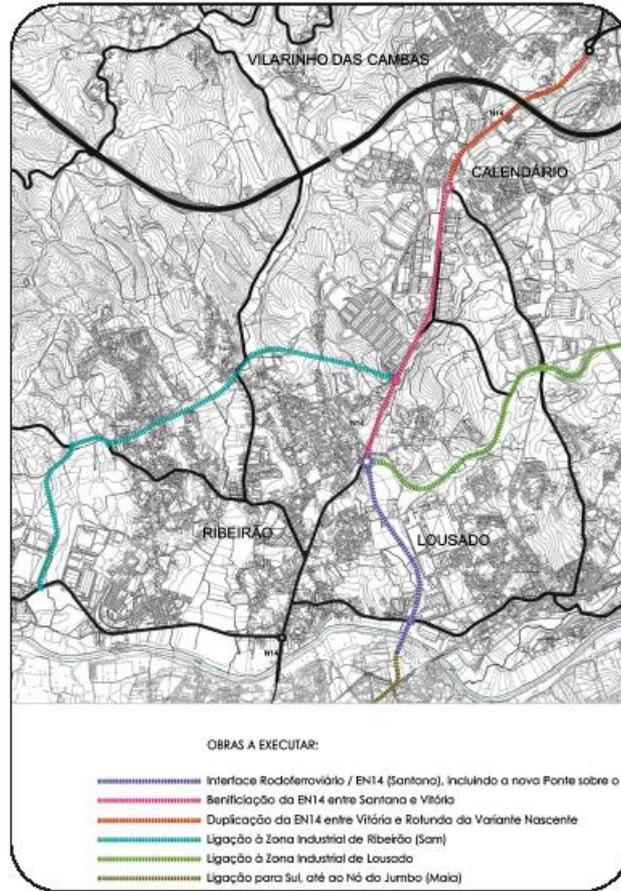 VILARINHO DAS CAMBAS
N14
CALENDÁRIO
N14
RIBEIRÃO
LOUSADO
N14
OBRAS A EXECUTAR:
Interface Rodoferroviário / EN14 (Santana), incluindo a nova Ponte sobre o
Benificiação da EN14 entre Santana e Vitória
Duplicação da EN14 entre Vitória e Rotunda da Variante Nascente
Ligação à Zona Industrial de Ribeirão (Sam)
Ligação à Zona Industrial de Lousado
Ligação para Sul, até ao Nó do Jumbo (Maia)